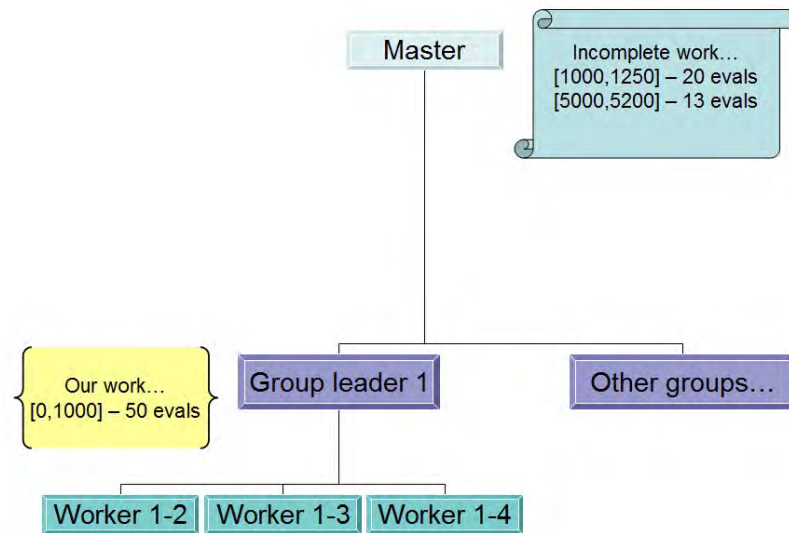 Master
Incomplete work…
[1000,1250] – 20 evals
[5000,5200] – 13 evals
Our work…
[0,1000] – 50 evals
Group leader 1
Other groups…
Worker 1-2
Worker 1-3
Worker 1-4